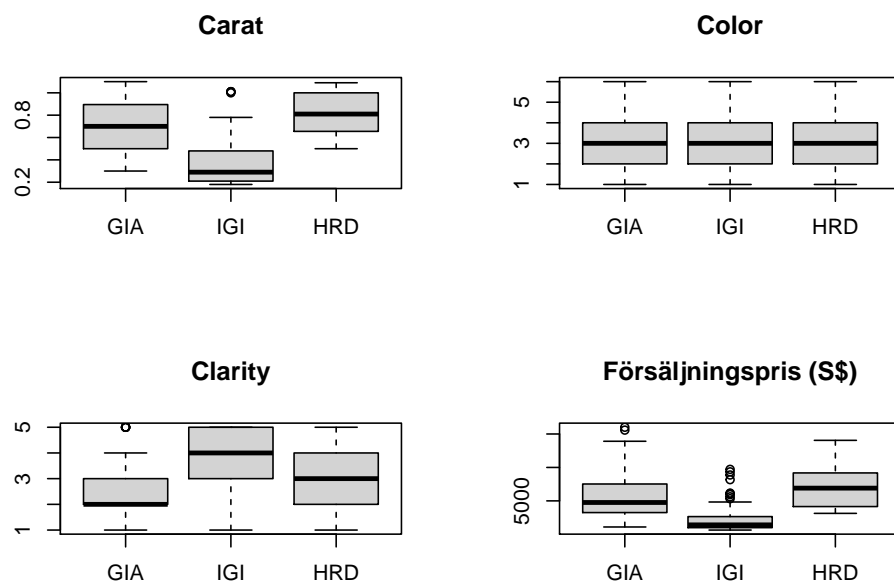 Carat
0.8
0.2
GIA IGI HRD
Color
5
3
1
GIA IGI HRD
Clarity
5
3
1
GIA IGI HRD
Försäljningspris (S$)
5000
GIA IGI HRD